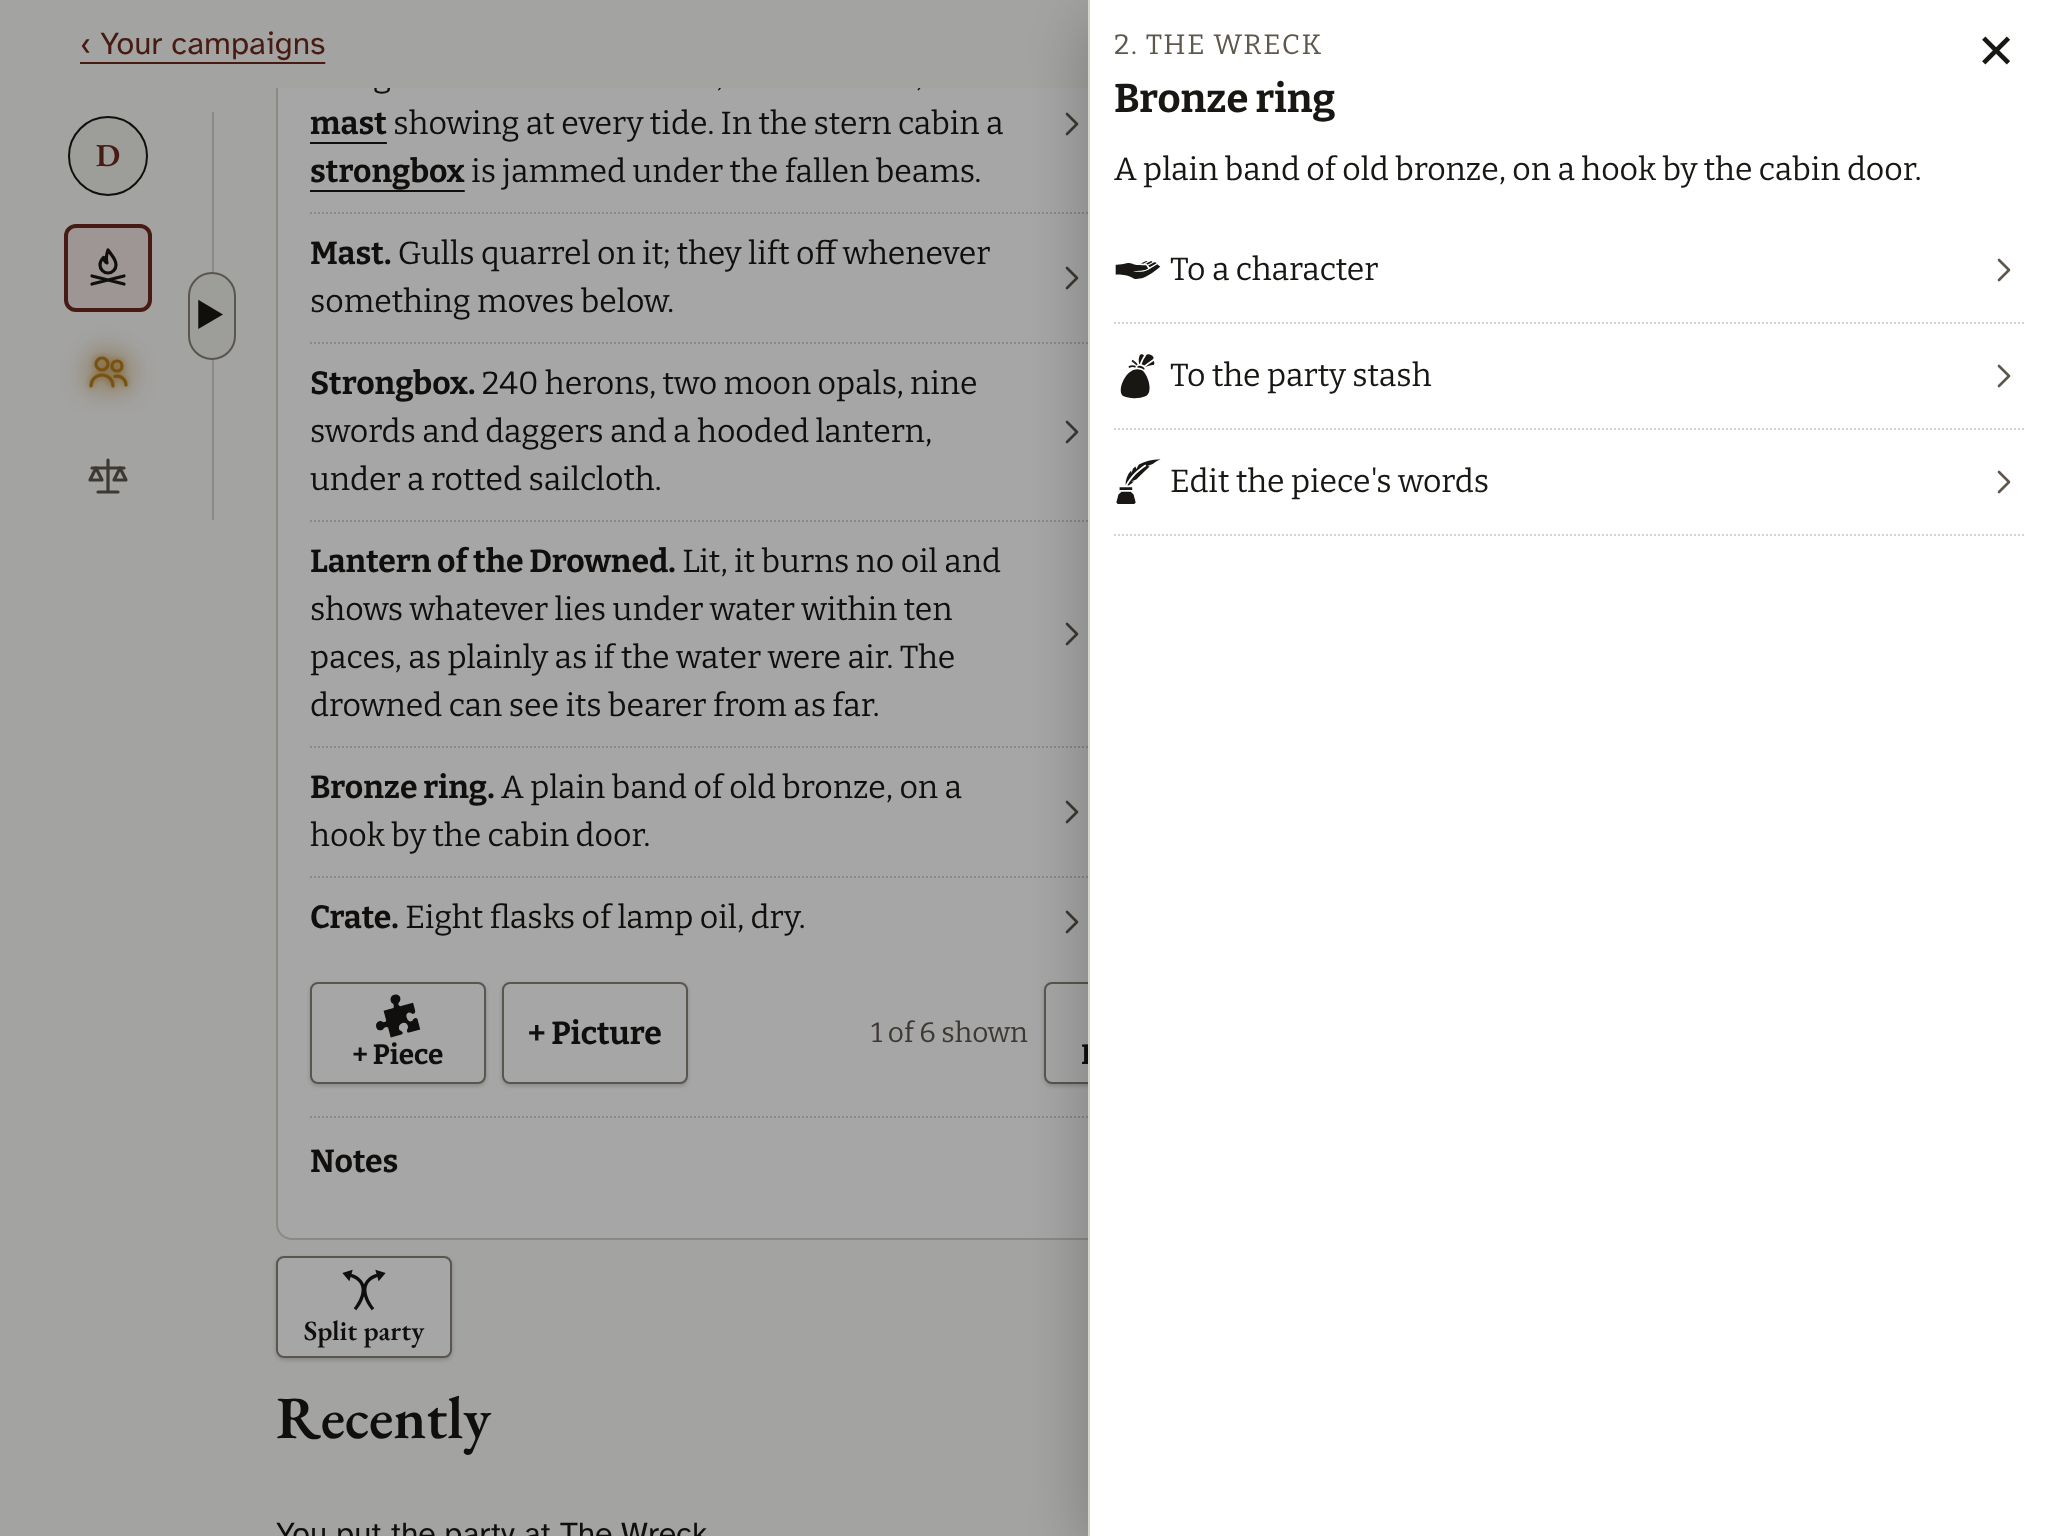 ‹ Your campaigns
D
mast showing at every tide. In the stern cabin a
strongbox is jammed under the fallen beams.
Mast. Gulls quarrel on it; they lift off whenever
something moves below.
Strongbox. 240 herons, two moon opals, nine
swords and daggers and a hooded lantern,
under a rotted sailcloth.
Lantern of the Drowned. Lit, it burns no oil and
shows whatever lies under water within ten
paces, as plainly as if the water were air. The
drowned can see its bearer from as far.
Bronze ring. A plain band of old bronze, on a
hook by the cabin door.
Crate. Eight flasks of lamp oil, dry.
+ Piece
+ Picture
1 of 6 shown
Notes
Split party
Recently
You put the party at The Wreck
2. THE WRECK
Bronze ring
A plain band of old bronze, on a hook by the cabin door.
To a character
To the party stash
Edit the piece's words